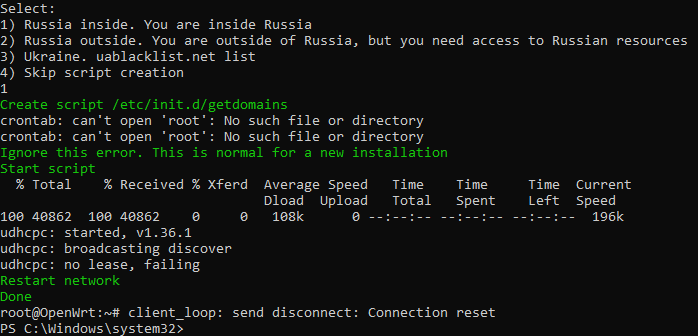 Select:
1) Russia inside. You are inside Russia
2) Russia outside. You are outside of Russia, but you need access to Russian resources
3) Ukraine. uablacklist.net list
4) Skip script creation
1
Create script /etc/init.d/getdomains
crontab: can't open 'root': No such file or directory
crontab: can't open 'root': No such file or directory
Ignore this error. This is normal for a new installation
Start script
  % Total    % Received % Xferd  Average Speed   Time    Time     Time  Current
                                 Dload  Upload   Total   Spent    Left  Speed
100 40862  100 40862    0     0   108k      0 --:--:-- --:--:-- --:--:--  196k
udhcpc: started, v1.36.1
udhcpc: broadcasting discover
udhcpc: no lease, failing
Restart network
Done
root@OpenWrt:~# client_loop: send disconnect: Connection reset
PS C:\Windows\system32>